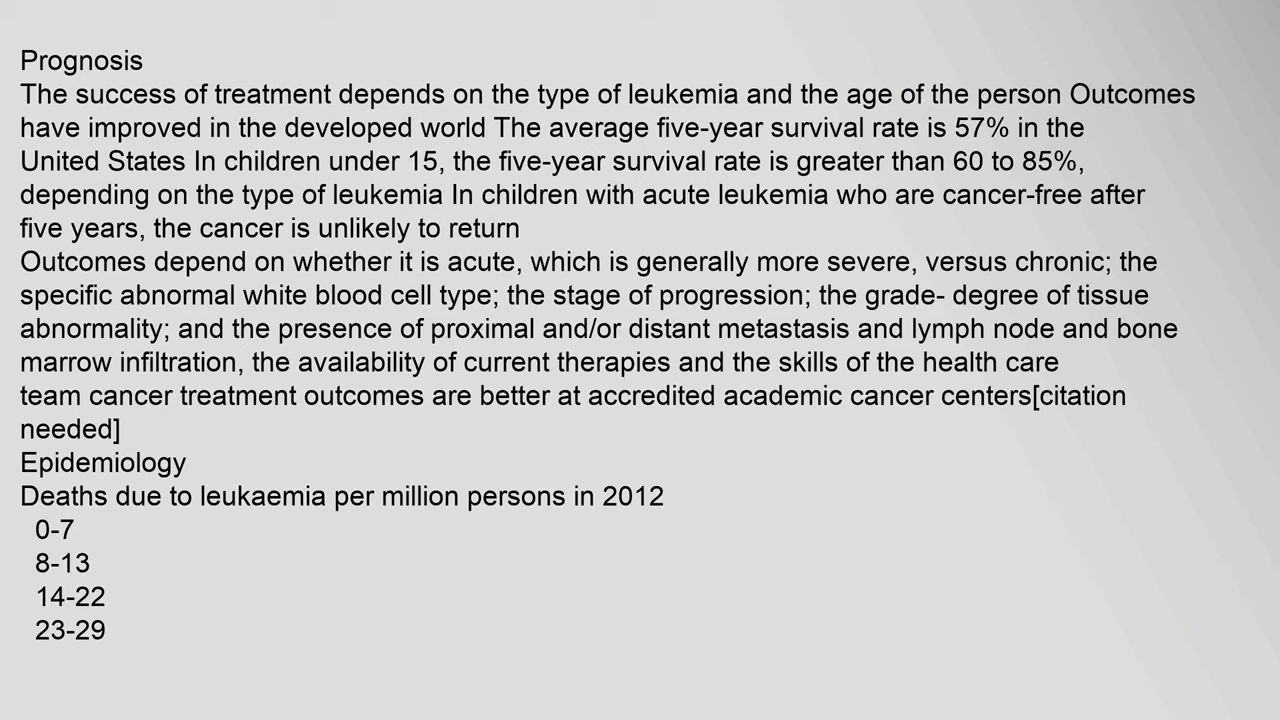 Prognosis
The success of treatment depends on the type of leukemia and the age of the person Outcomes
have improved in the developed world The average five-year survival rate is 57% in the
United States In children under 15, the five-year survival rate is greater than 60 to 85%,
depending on the type of leukemia In children with acute leukemia who are cancer-free after
five years, the cancer is unlikely to return
Outcomes depend on whether it is acute, which is generally more severe, versus chronic; the
specific abnormal white blood cell type; the stage of progression; the grade- degree of tissue
abnormality; and the presence of proximal and/or distant metastasis and lymph node and bone
marrow infiltration, the availability of current therapies and the skills of the health care
team cancer treatment outcomes are better at accredited academic cancer centers[citation
needed]
Epidemiology
Deaths due to leukaemia per million persons in 2012
0-7
8-13
14-22
23-29